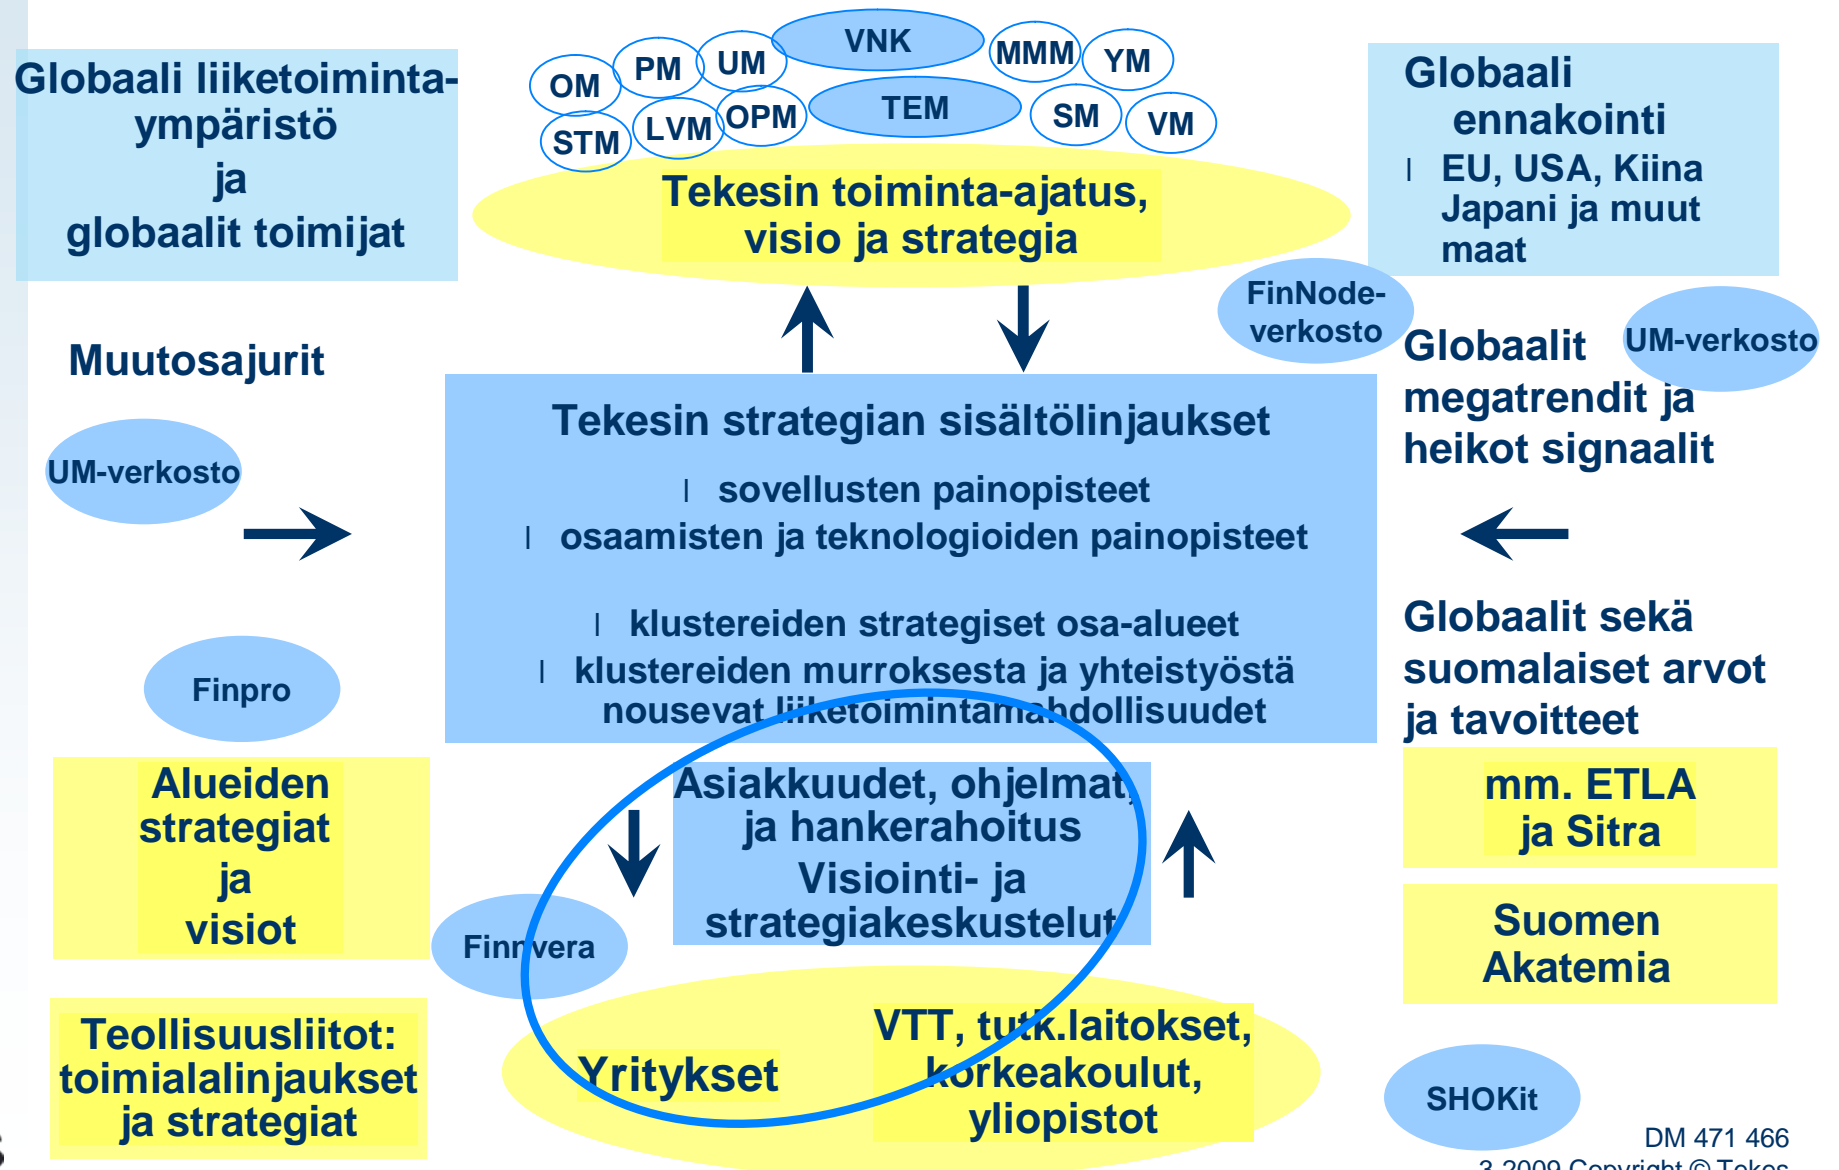 Globaali liiketoiminta-
ympäristö
ja
globaalit toimijat
OM
PM
UM
VNK
MMM
YM
STM
LVM
OPM
TEM
SM
VM
Tekesin toiminta-ajatus,
visio ja strategia
Globaali
ennakointi
l EU, USA, Kiina
Japani ja muut
maat
FinNode-
verkosto
UM-verkosto
Muutosajurit
UM-verkosto
Globaalit
megatrendit ja
heikot signaalit
Tekesin strategian sisältölinjaukset
l sovellusten painopisteet
l osaamisten ja teknologioiden painopisteet
l klustereiden strategiset osa-alueet
l klustereiden murroksesta ja yhteistyöstä
nousevat liiketoimintamahdollisuudet
Finpro
Globaalit sekä
suomalaiset arvot
ja tavoitteet
Alueiden
strategiat
ja
visiot
Asiakkuudet, ohjelmat,
ja hankerahoitus
Visiointi- ja
strategiakeskustelut
mm. ETLA
ja Sitra
Suomen
Akatemia
Finnvera
Teollisuusliitot:
toimialalinjaukset
ja strategiat
Yritykset
VTT, tutk.laitokset,
korkeakoulut,
yliopistot
SHOKit
DM 471 466
3-2009 Copyright © Tekes